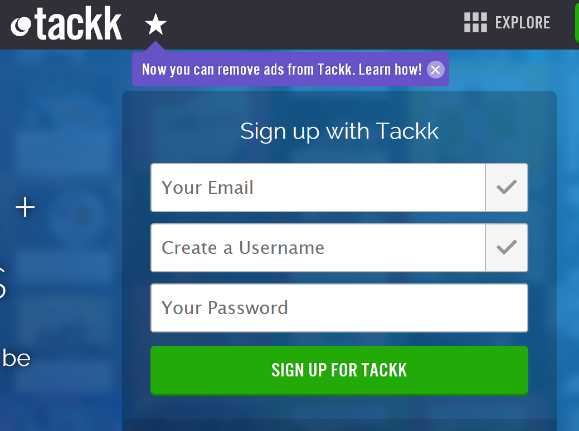 tackk
EXPLORE
Now you can remove ads from Tackk. Learn how!
Sign up with Tackk
Your Email
Create a Username
Your Password
be
SIGN UP FOR TACKK